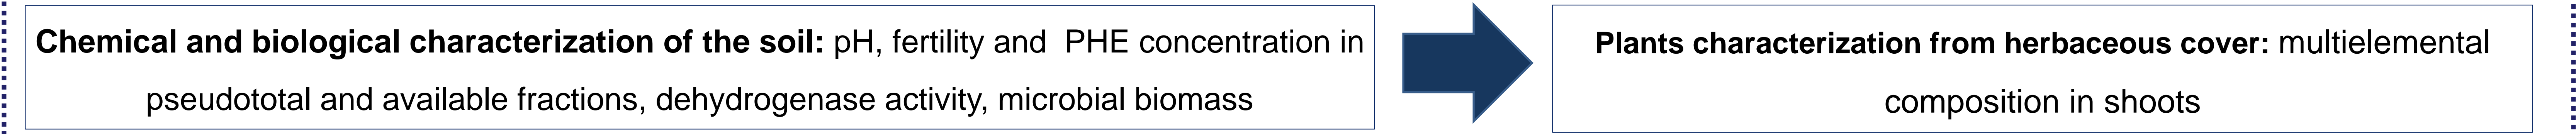 Chemical and biological characterization of the soil: pH, fertility and PHE concentration in
pseudototal and available fractions, dehydrogenase activity, microbial biomass
Plants characterization from herbaceous cover: multielemental
composition in shoots